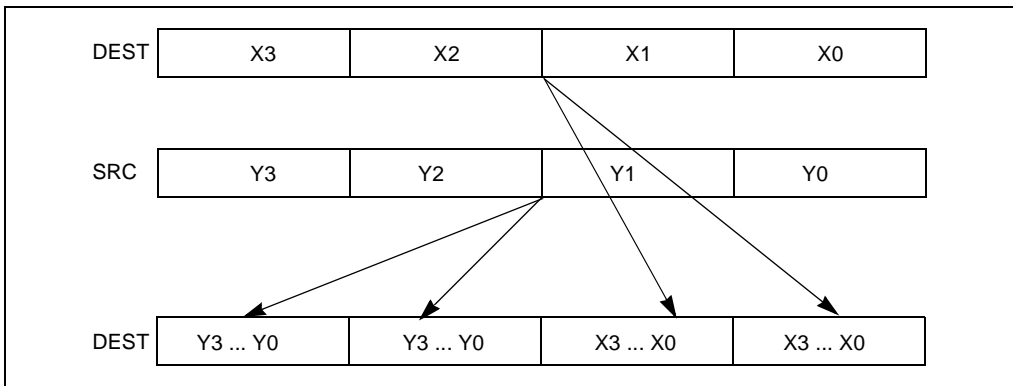 DEST X3 X2 X1 X0
SRC Y3 Y2 Y1 Y0
DEST Y3 ... Y0 Y3 ... Y0 X3 ... X0 X3 ... X0